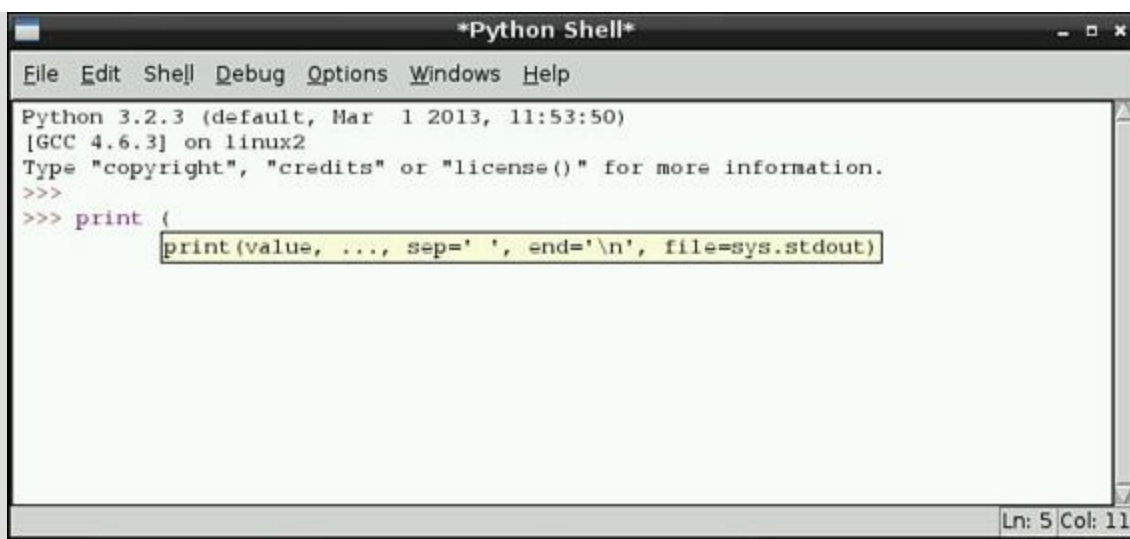 *Python Shell*
File Edit Shell Debug Options Windows Help
Python 3.2.3 (default, Mar  1 2013, 11:53:50)
[GCC 4.6.3] on linux2
Type "copyright", "credits" or "license()" for more information.
>>>
>>> print (
print(value, ..., sep=' ', end='\n', file=sys.stdout)
Ln: 5 Col: 11